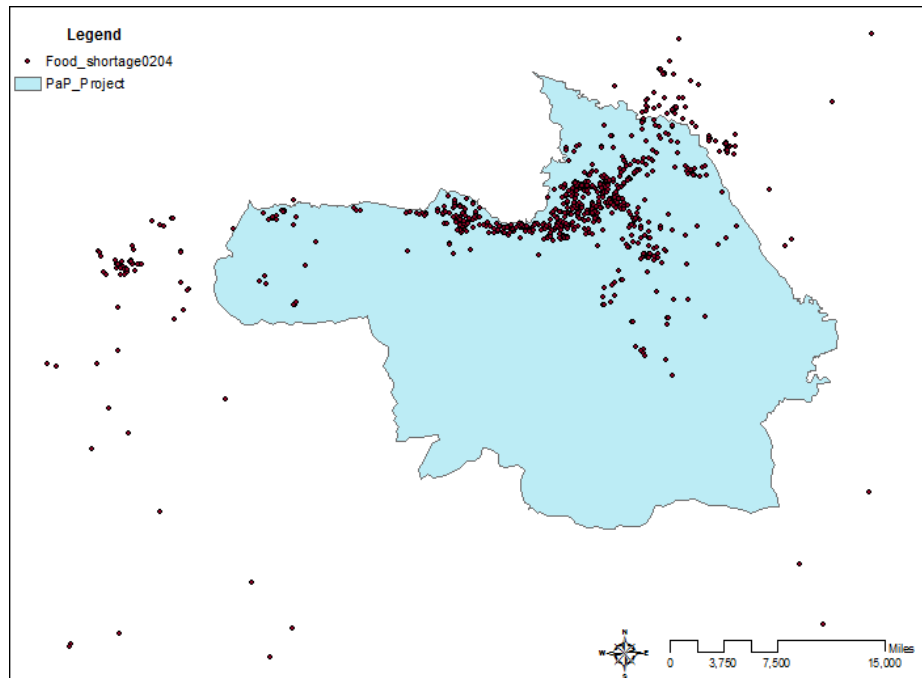 Legend
Food_shortage0204
PaP_Project
N
W E
S
Miles
0 3,750 7,500 15,000